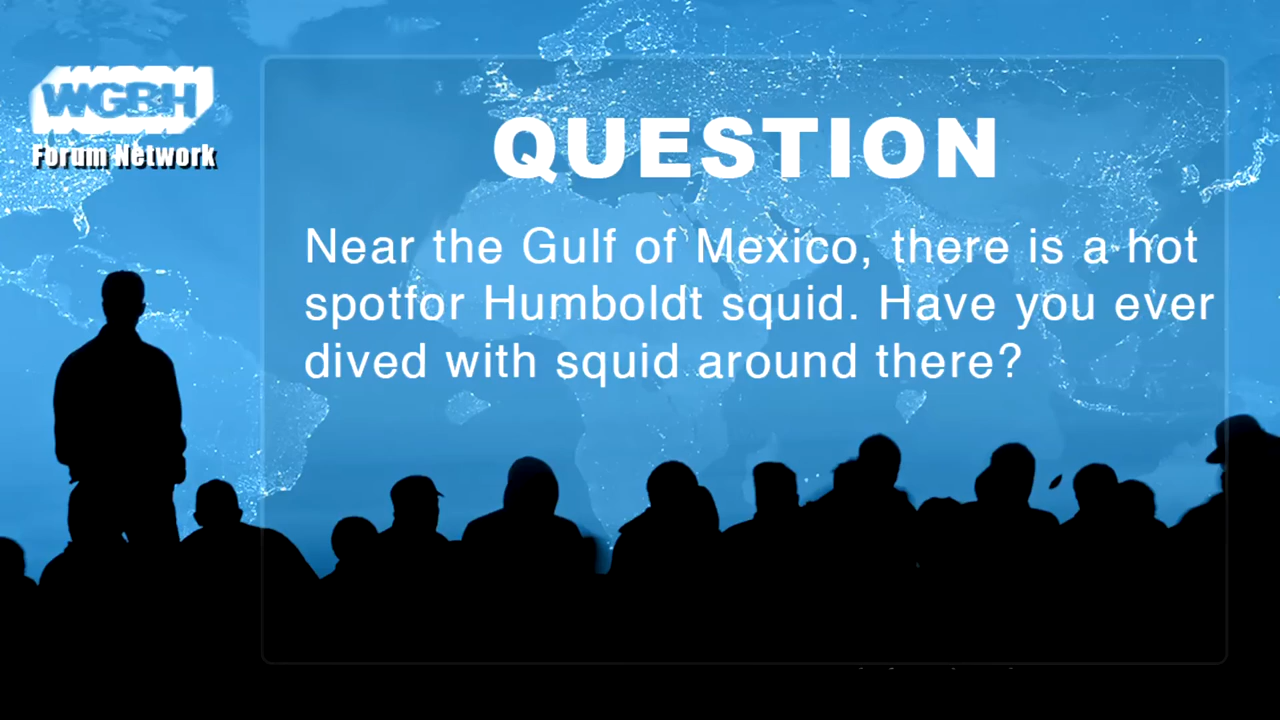 WGBH
Forum Network
QUESTION
Near the Gulf of Mexico, there is a hot
spotfor Humboldt squid. Have you ever
dived with squid around there?